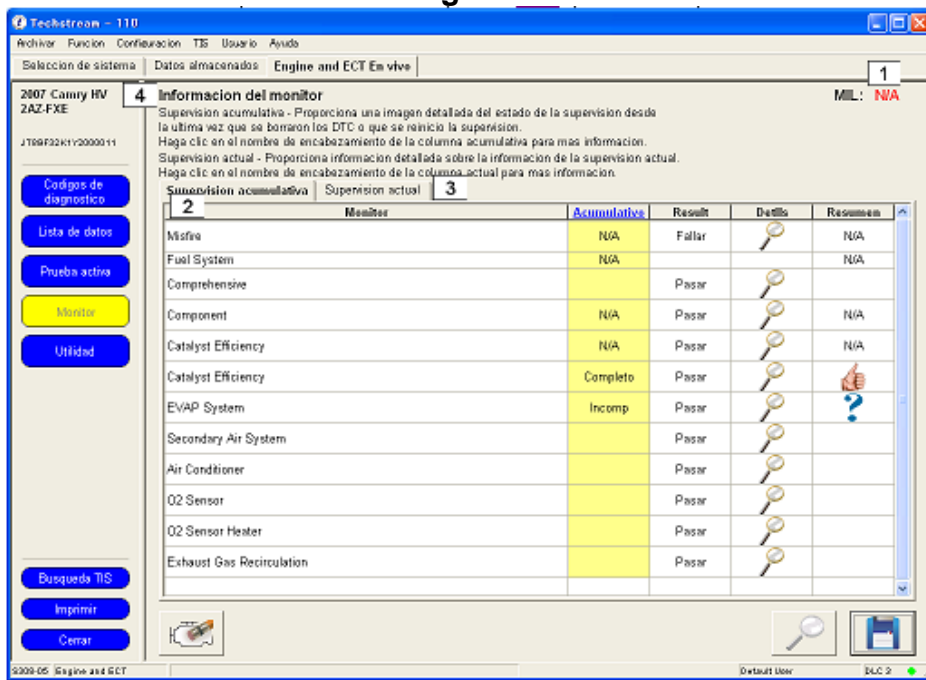 Techstream - 110
Archivar Funcion Configuracion TIS Usuario Ayuda
Seleccion de sistema Datos almacenados Engine and ECT En vivo
1
2007 Camry HV
2AZ-FXE
4 Informacion del monitor MIL: N/A
Supervision acumulativa - Proporciona una imagen detallada del estado de la supervision desde
la ultima vez que se borraron los DTC o que se reinicio la supervision.
Haga clic en el nombre de encabezamiento de la columna acumulativa para mas informacion.
Supervision actual - Proporciona informacion detallada sobre la informacion de la supervision actual.
Haga clic en el nombre de encabezamiento de la columna actual para mas informacion.
Supervision acumulativa Supervision actual 3
2 Monitor Acumulative Result Detlls Resumen
Misfire N/A Fallar N/A
Fuel System N/A N/A
Comprehensive Pasar
Component N/A Pasar N/A
Catalyst Efficiency N/A Pasar N/A
Catalyst Efficiency Completo Pasar
EVAP System Incomp Pasar ?
Secondary Air System Pasar
Air Conditioner Pasar
O2 Sensor Pasar
O2 Sensor Heater Pasar
Exhaust Gas Recirculation Pasar
Codigos de
diagnostico
Lista de datos
Prueba activa
Monitor
Utilidad
Busqueda TIS
Imprimir
Cerrar
S309-05 Engine and ECT Default User DLC 2